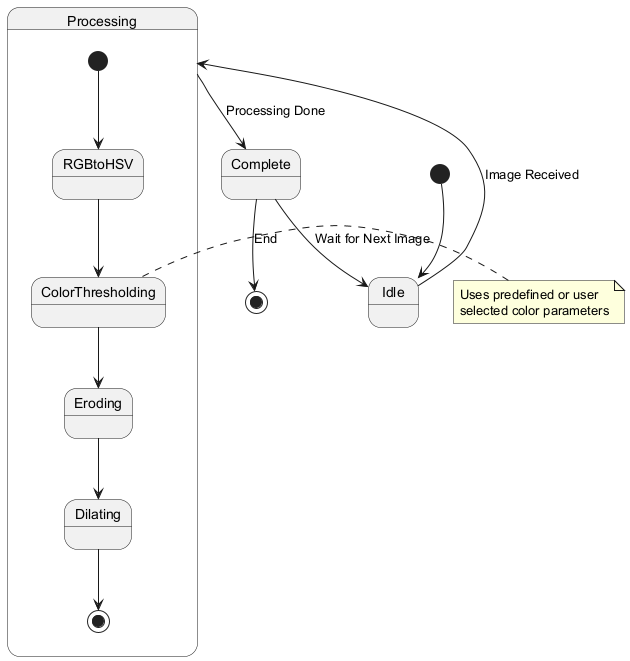 Processing
RGBtoHSV
ColorThresholding
Eroding
Dilating
Processing Done
Complete
End
Wait for Next Image
Image Received
Idle
Uses predefined or user
selected color parameters